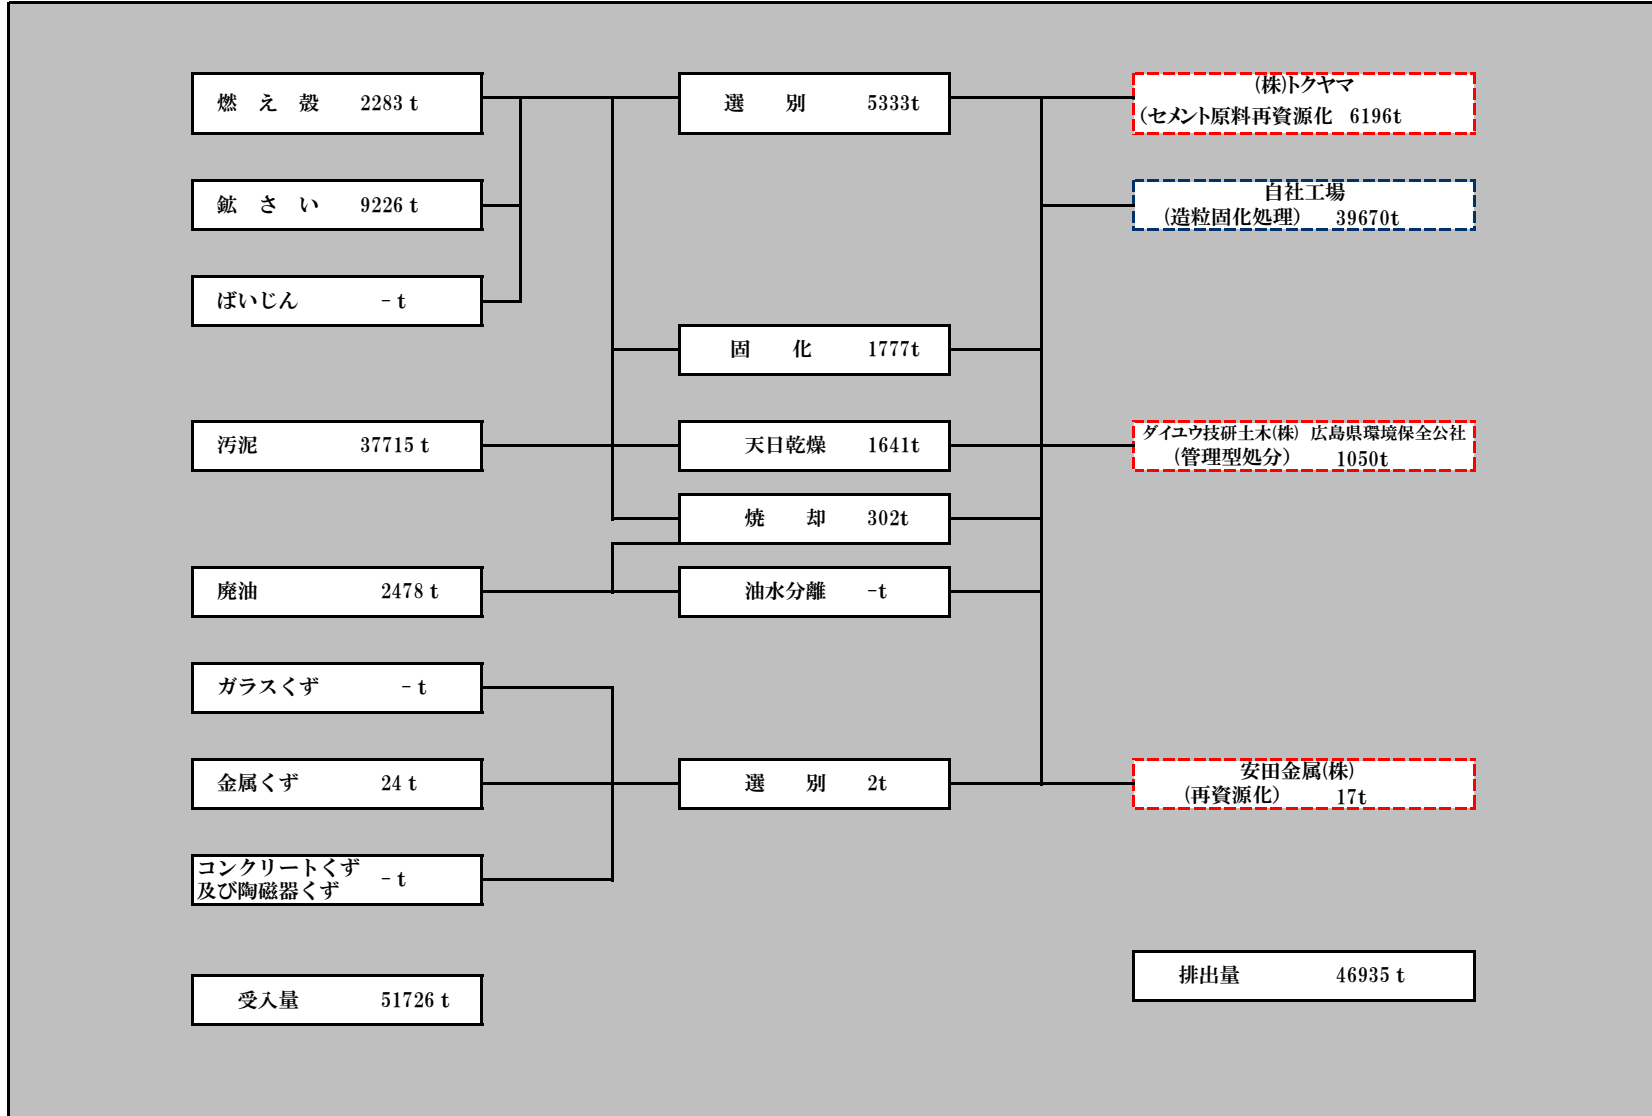 燃え殻 2283 t
選別 5333t
(株)トクヤマ
(セメント原料再資源化 6196t
鉱さい 9226 t
自社工場
(造粒固化処理) 39670t
ばいじん - t
固化 1777t
汚泥 37715 t
天日乾燥 1641t
ダイユウ技研土木(株) 広島県環境保全公社
(管理型処分) 1050t
焼却 302t
廃油 2478 t
油水分離 -t
ガラスくず - t
金属くず 24 t
選別 2t
安田金属(株)
(再資源化) 17t
コンクリートくず
及び陶磁器くず - t
受入量 51726 t
排出量 46935 t